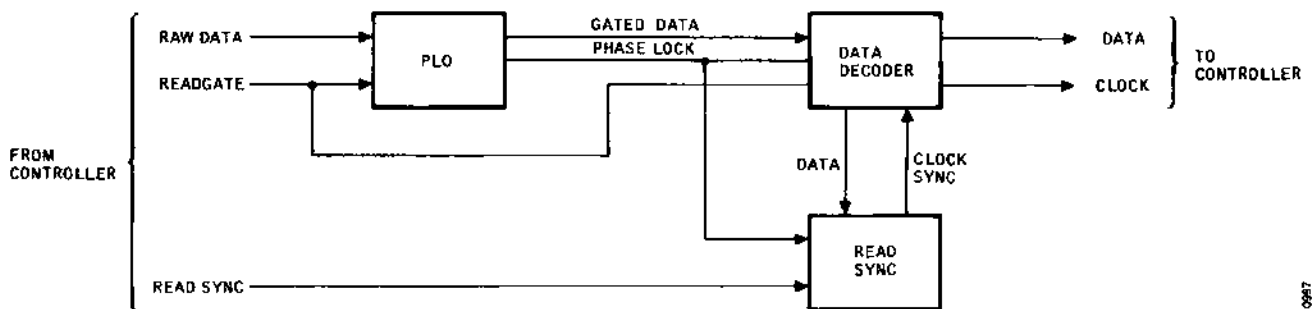 RAW DATA
READGATE
FROM
CONTROLLER
READ SYNC
PLO
GATED DATA
PHASE LOCK
DATA
DECODER
DATA
CLOCK
TO
CONTROLLER
DATA
CLOCK
SYNC
READ
SYNC
0997